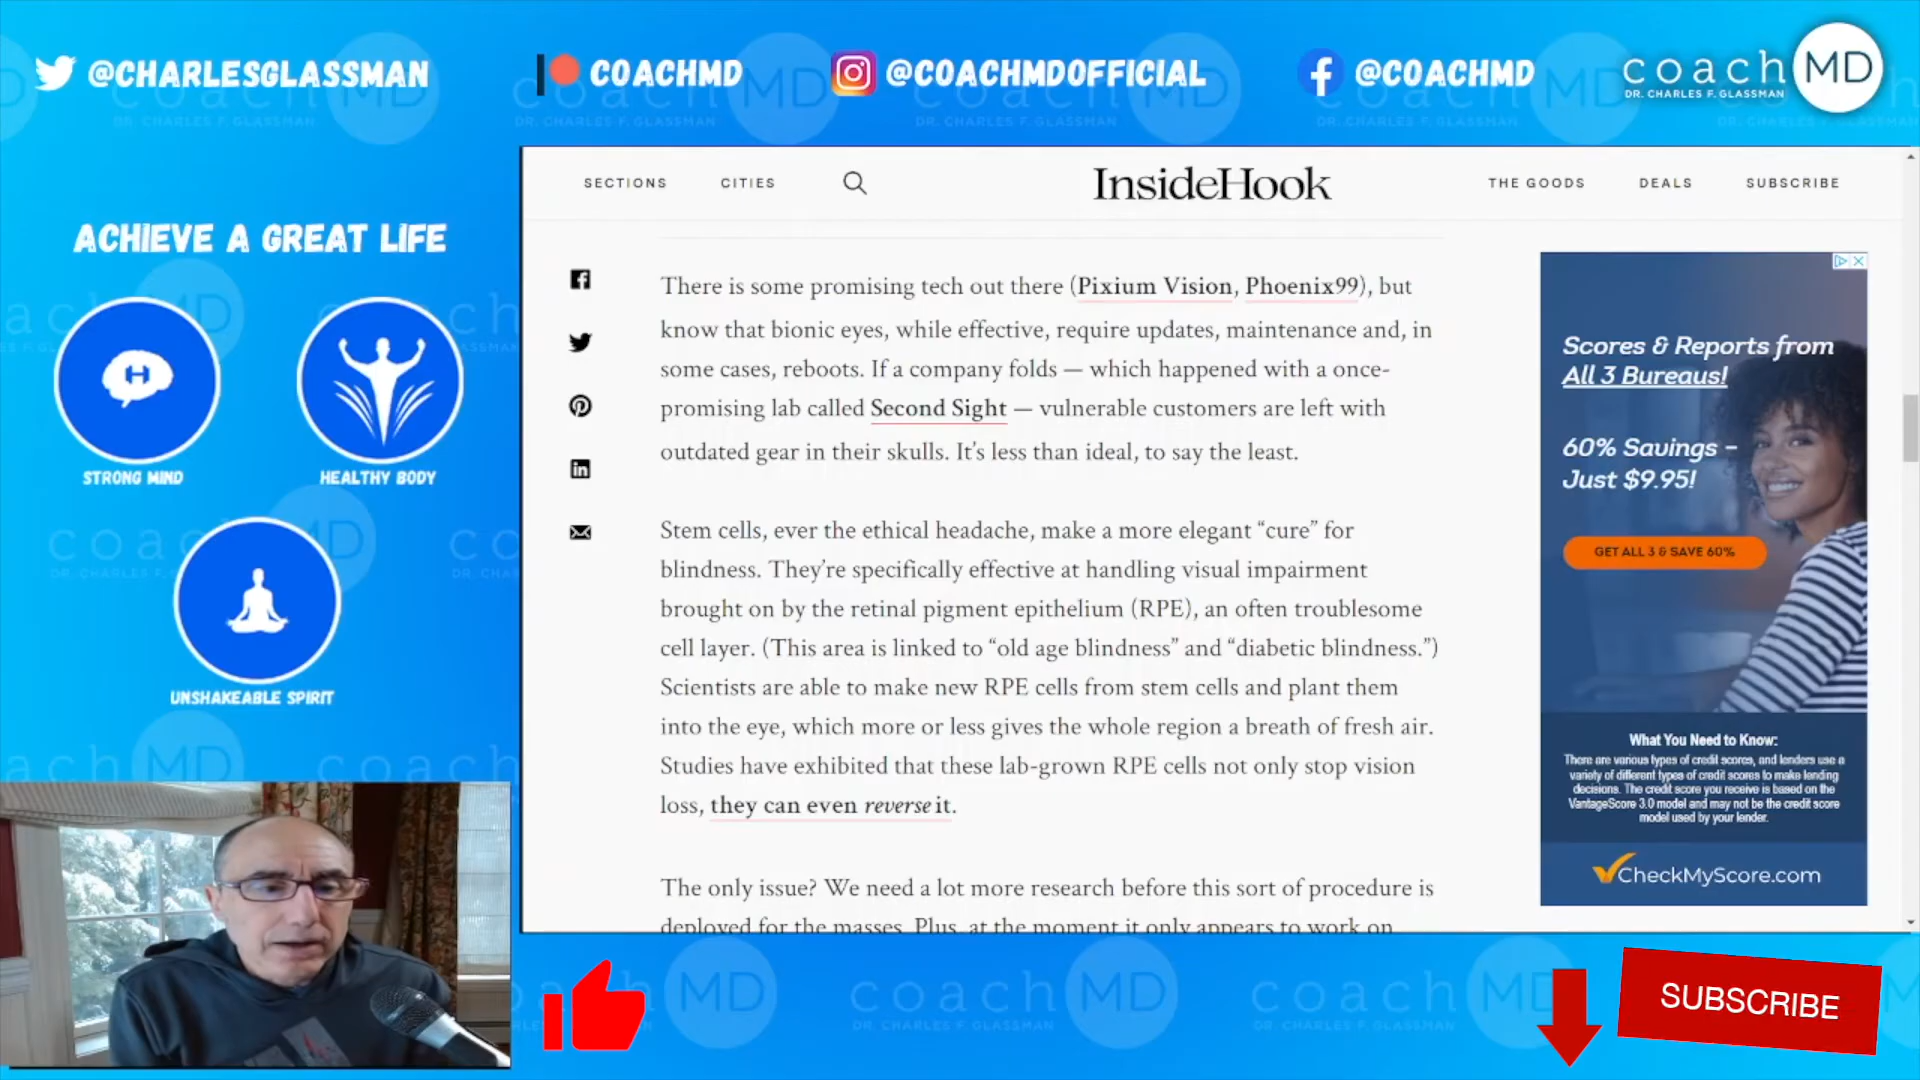 @CHARLESGLASSMAN
COACHMD
@COACHMDOFFICIAL
@COACHMD
coach MD
DR. CHARLES F. GLASSMAN
ACHIEVE A GREAT LIFE
H
STRONG MIND
HEALTHY BODY
UNSHAKEABLE SPIRIT
SECTIONS
CITIES
InsideHook
THE GOODS
DEALS
SUBSCRIBE
There is some promising tech out there (Pixium Vision, Phoenix99), but
know that bionic eyes, while effective, require updates, maintenance and, in
some cases, reboots. If a company folds — which happened with a once-
promising lab called Second Sight — vulnerable customers are left with
outdated gear in their skulls. It’s less than ideal, to say the least.
Stem cells, ever the ethical headache, make a more elegant “cure” for
blindness. They’re specifically effective at handling visual impairment
brought on by the retinal pigment epithelium (RPE), an often troublesome
cell layer. (This area is linked to “old age blindness” and “diabetic blindness.”)
Scientists are able to make new RPE cells from stem cells and plant them
into the eye, which more or less gives the whole region a breath of fresh air.
Studies have exhibited that these lab-grown RPE cells not only stop vision
loss, they can even reverse it.
The only issue? We need a lot more research before this sort of procedure is
deployed for the masses. Plus, at the moment it only appears to work on
Scores & Reports from
All 3 Bureaus!
60% Savings –
Just $9.95!
GET ALL 3 & SAVE 60%
What You Need to Know:
There are various types of credit scores, and lenders use a
variety of different types of credit scores to make lending
decisions. The credit score you receive is based on the
VantageScore 3.0 model and may not be the credit score
model used by your lender.
CheckMyScore.com
SUBSCRIBE